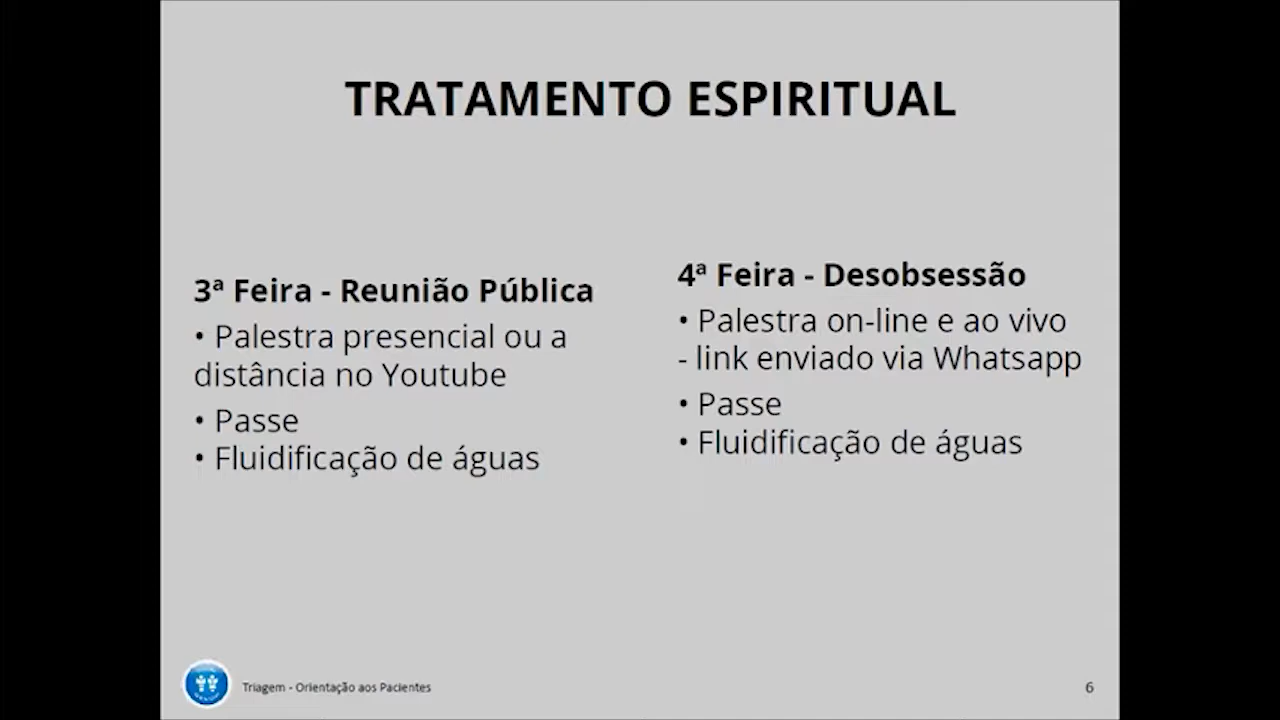 TRATAMENTO ESPIRITUAL
3ª Feira - Reunião Pública
• Palestra presencial ou a
distância no Youtube
• Passe
• Fluidificação de águas
4ª Feira - Desobsessão
• Palestra on-line e ao vivo
- link enviado via Whatsapp
• Passe
• Fluidificação de águas
Triagem - Orientação aos Pacientes
6